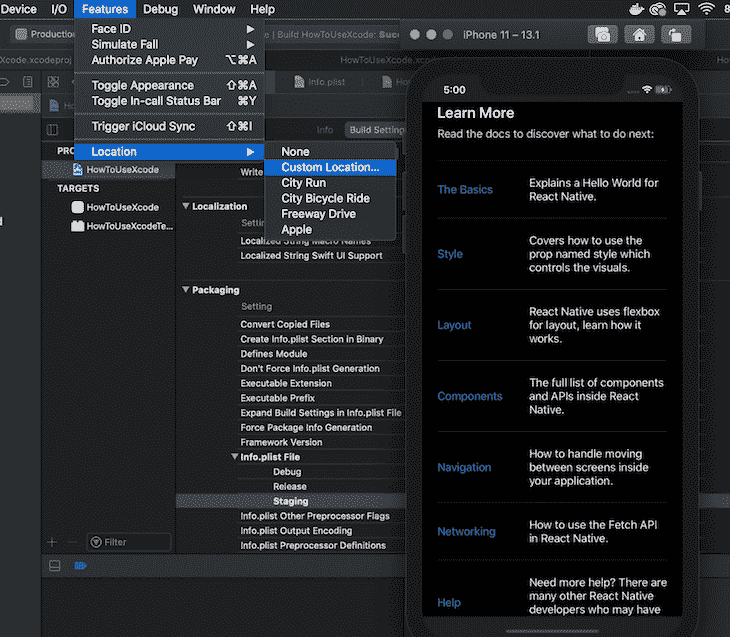 Device I/O Features Debug Window Help
Face ID
Simulate Fall
Authorize Apple Pay ⌥⌘A
Toggle Appearance ⇧⌘A
Toggle In-call Status Bar ⌘Y
Trigger iCloud Sync ⇧⌘I
Location
None
Custom Location...
City Run
City Bicycle Ride
Freeway Drive
Apple
Production
| Build HowToUseXcode:
Xcode.xcodeproj
HowToUseXcode.xcp
Info.plist
Info
Build Setting
HowToUseXcode
TARGETS
HowToUseXcode
HowToUseXcodeTe...
Write
Localization
Localized String Macro Names
Localized String Swift UI Support
Packaging
Setting
Convert Copied Files
Create Info.plist Section in Binary
Defines Module
Don't Force Info.plist Generation
Executable Extension
Executable Prefix
Expand Build Settings in Info.plist File
Force Package Info Generation
Framework Version
Info.plist File
Debug
Release
Staging
Info.plist Other Preprocessor Flags
Info.plist Output Encoding
Info.plist Preprocessor Definitions
Filter
iPhone 11 – 13.1
5:00
Learn More
Read the docs to discover what to do next:
The Basics
Explains a Hello World for
React Native.
Style
Covers how to use the
prop named style which
controls the visuals.
Layout
React Native uses flexbox
for layout, learn how it
works.
Components
The full list of components
and APIs inside React
Native.
Navigation
How to handle moving
between screens inside
your application.
Networking
How to use the Fetch API
in React Native.
Help
Need more help? There are
many other React Native
developers who may have